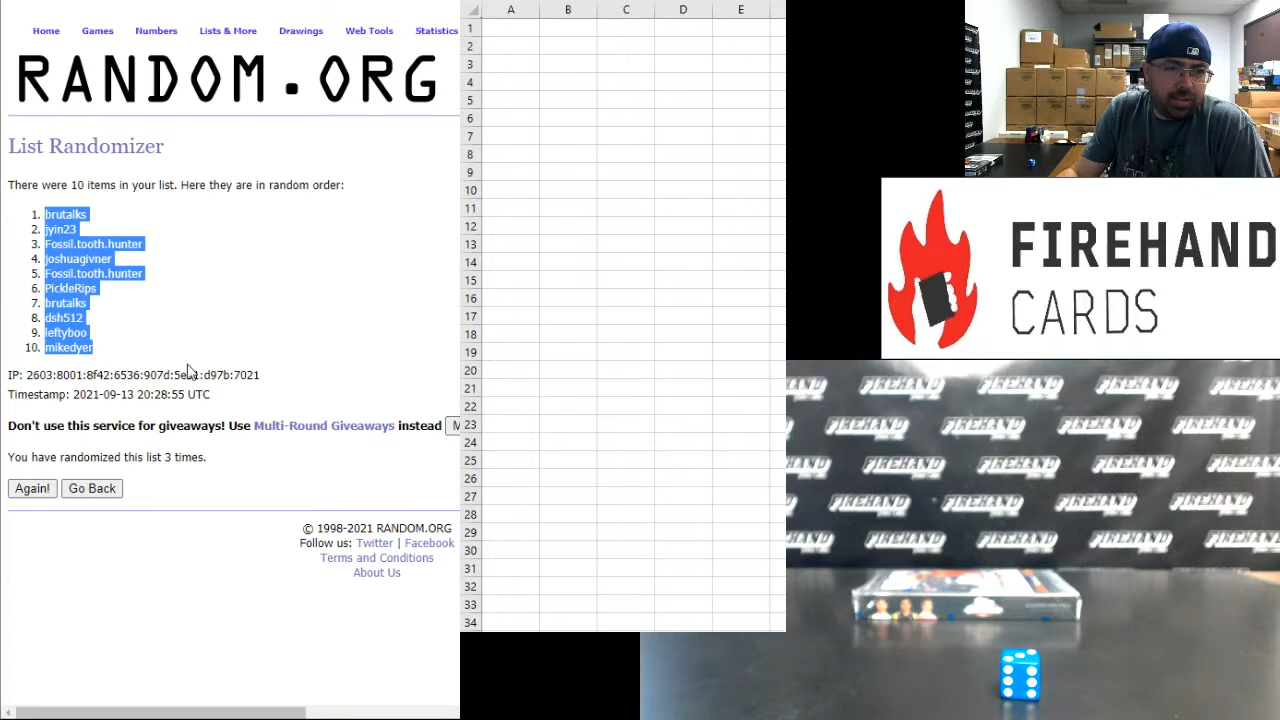 Home Games Numbers Lists & More Drawings Web Tools Statistics
RANDOM.ORG
List Randomizer
There were 10 items in your list. Here they are in random order:
1. brutalks
2. jyin23
3. Fossil.tooth.hunter
4. joshuagivner
5. Fossil.tooth.hunter
6. PickleRips
7. brutalks
8. dsh512
9. leftyboo
10. mikedyer
Timestamp: 2021-09-13 20:28:55 UTC
Don't use this service for giveaways! Use Multi-Round Giveaways instead
You have randomized this list 3 times.
Again! Go Back
© 1998-2021 RANDOM.ORG
Follow us: Twitter | Facebook
Terms and Conditions
About Us
A B C D E
1
2
3
4
5
6
7
8
9
10
11
12
13
14
15
16
17
18
19
20
21
22
23
24
25
26
27
28
29
30
31
32
33
34
FIREHAND
CARDS
FIREHAND FIREHAND FIREHAND